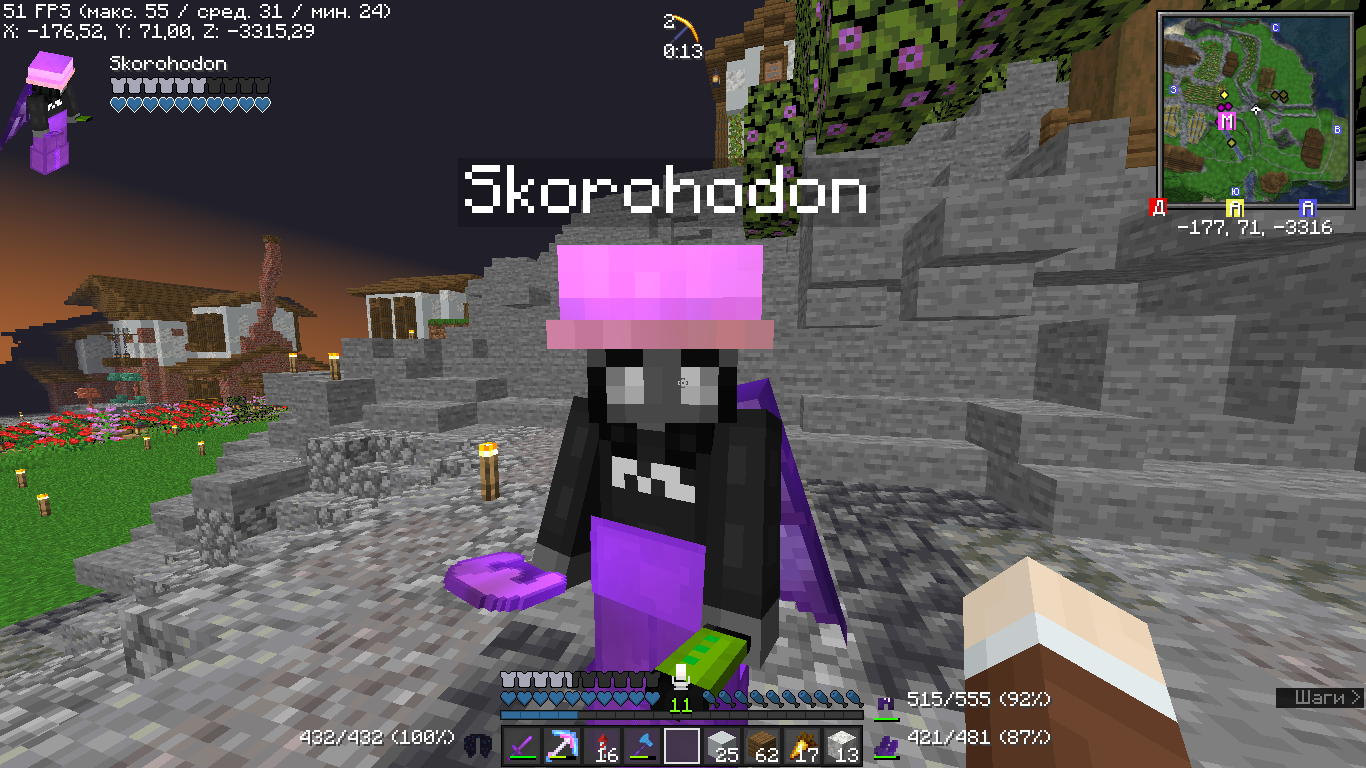 51 FPS (макс. 55 / сред. 31 / мин. 24)
X: -176,52, Y: 71,00, Z: -3315,29
Skorohodon
2
0:13
С
З
М
В
Ю
Д
А
А
-177, 71, -3316
Skorohodon
11
515/555 (92%)
432/432 (100%)
421/481 (87%)
16
25
62
17
13
Шаги >